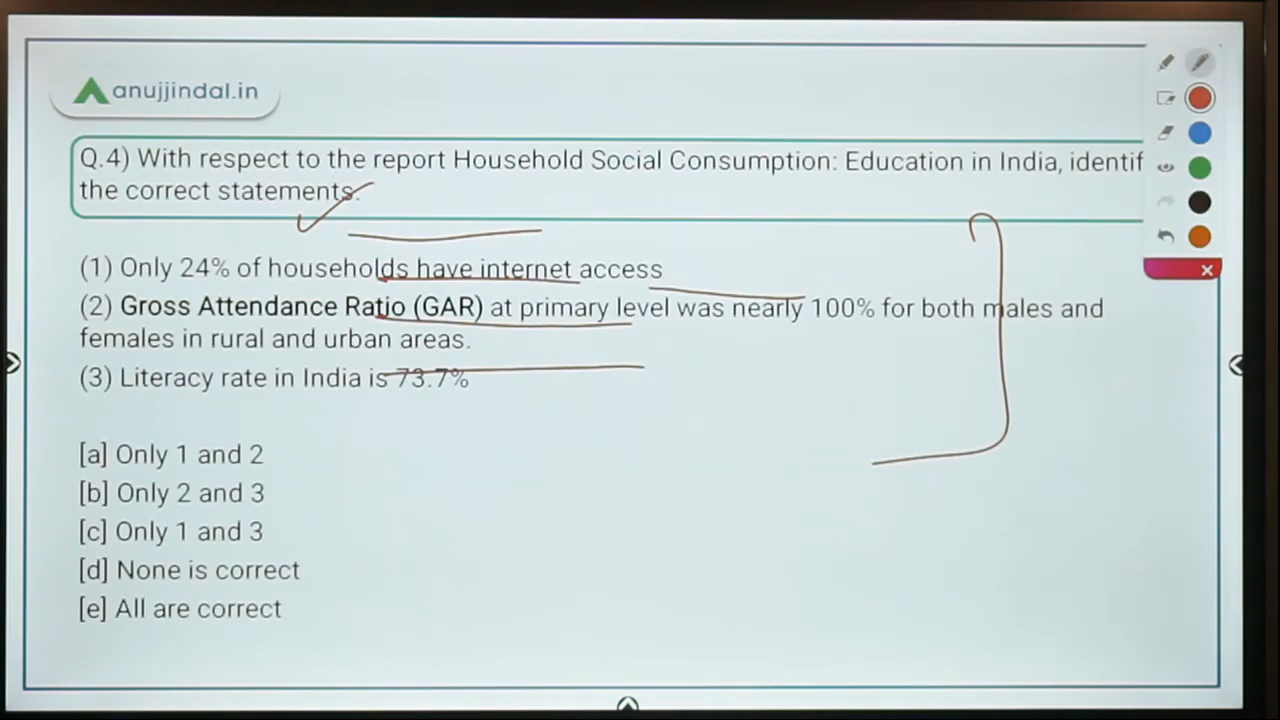 anujjindal.in
Q.4) With respect to the report Household Social Consumption: Education in India, identif
the correct statements.
(1) Only 24% of households have internet access
(2) Gross Attendance Ratio (GAR) at primary level was nearly 100% for both males and
females in rural and urban areas.
(3) Literacy rate in India is 73.7%
[a] Only 1 and 2
[b] Only 2 and 3
[c] Only 1 and 3
[d] None is correct
[e] All are correct